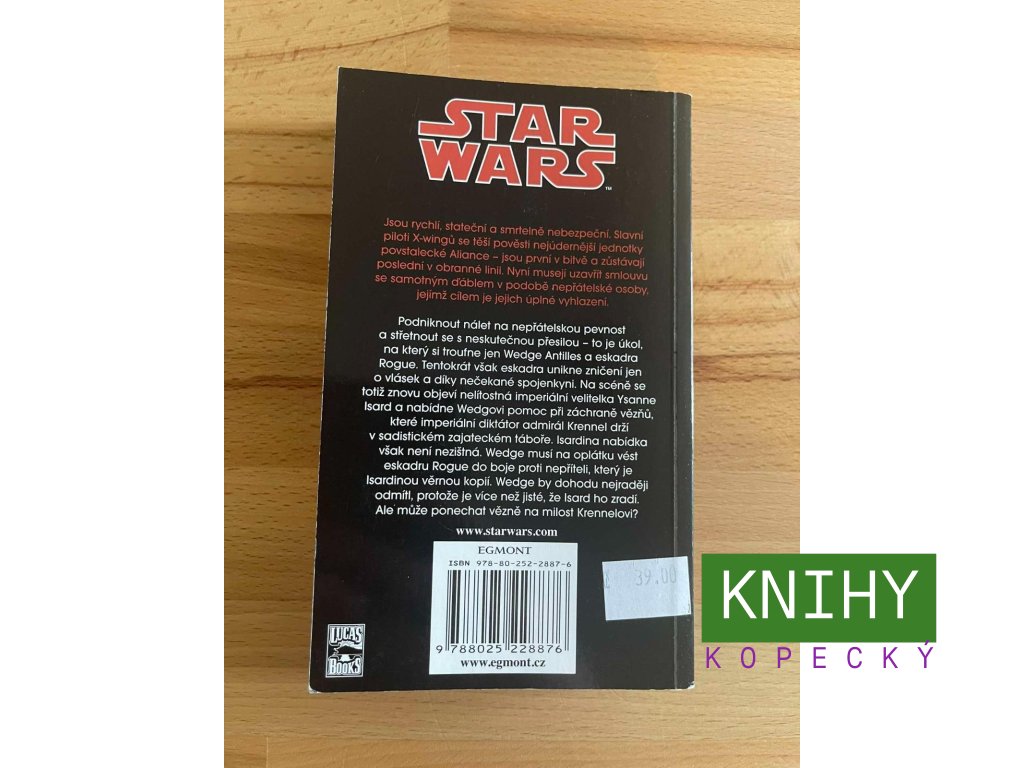 STAR
WARS
™
Jsou rychlí, stateční a smrtelně nebezpeční. Slavní
piloti X-wingů se těší pověsti nejúdernější jednotky
povstalecké Aliance – jsou první v bitvě a zůstávají
poslední v obranné linii. Nyní musejí uzavřít smlouvu
se samotným ďáblem v podobě nepřátelské osoby,
jejímž cílem je jejich úplné vyhlazení.
Podniknout nálet na nepřátelskou pevnost
a střetnout se s neskutečnou přesilou – to je úkol,
na který si troufne jen Wedge Antilles a eskadra
Rogue. Tentokrát však eskadra unikne zničení jen
o vlásek a díky nečekané spojenkyni. Na scéně se
totiž znovu objeví nelítostná imperiální velitelka Ysanne
Isard a nabídne Wedgovi pomoc při záchraně vězňů,
které imperiální diktátor admirál Krennel drží
v sadistickém zajateckém táboře. Isardina nabídka
však není nezištná. Wedge musí na oplátku vést
eskadru Rogue do boje proti nepříteli, který je
Isardinou věrnou kopií. Wedge by dohodu nejraději
odmítl, protože je více než jisté, že Isard ho zradí.
Ale může ponechat vězně na milost Krennelovi?
www.starwars.com
EGMONT
ISBN 978-80-252-2887-6
9 788025 228876
www.egmont.cz
LUCAS
BOOKS
39.00
KNIHY
KOPECKÝ